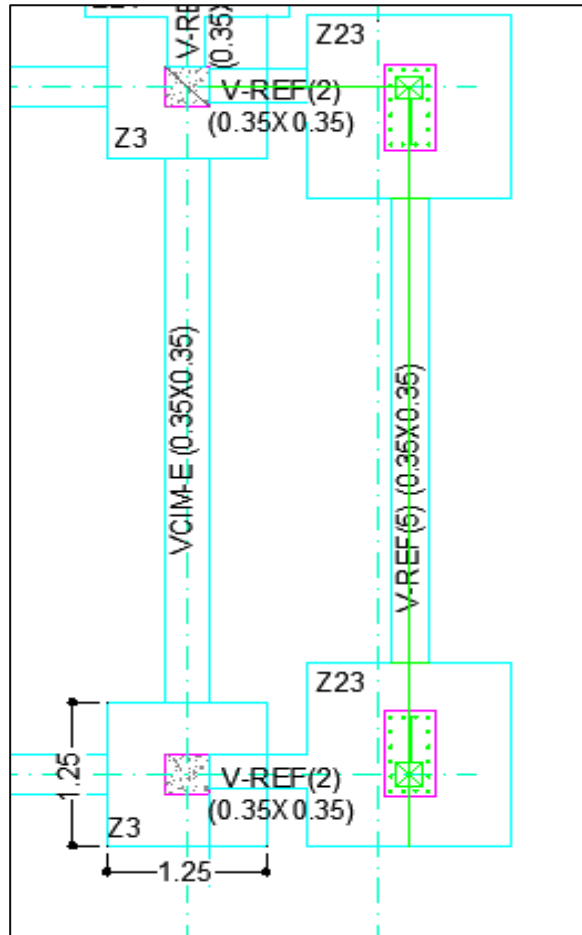 V-RE
(0.35X
Z23
V-REF(2)
(0.35X0.35)
Z3
VCIM-E (0.35X0.35)
V-REF(5) (0.35X0.35)
Z23
1.25
V-REF(2)
(0.35X0.35)
Z3
1.25